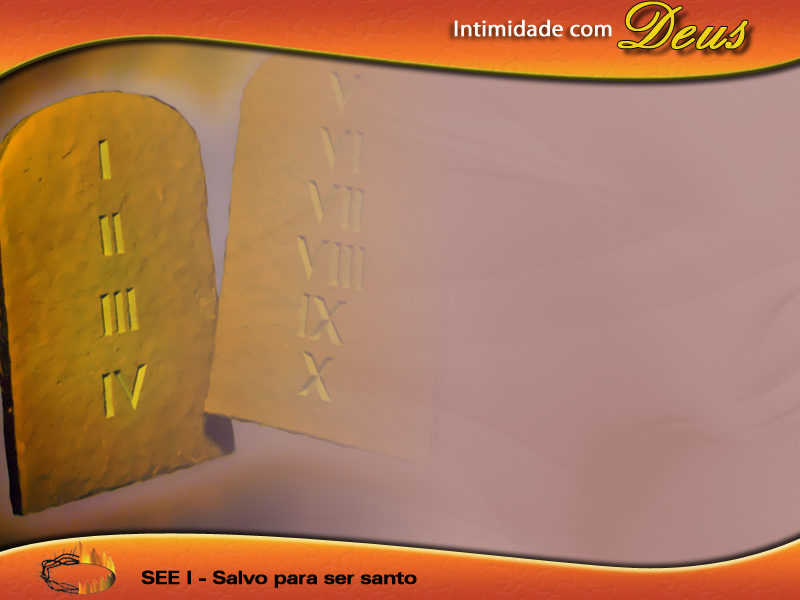 Intimidade com Deus
I
II
III
IV
V
VI
VII
VIII
IX
X
SEE I - Salvo para ser santo